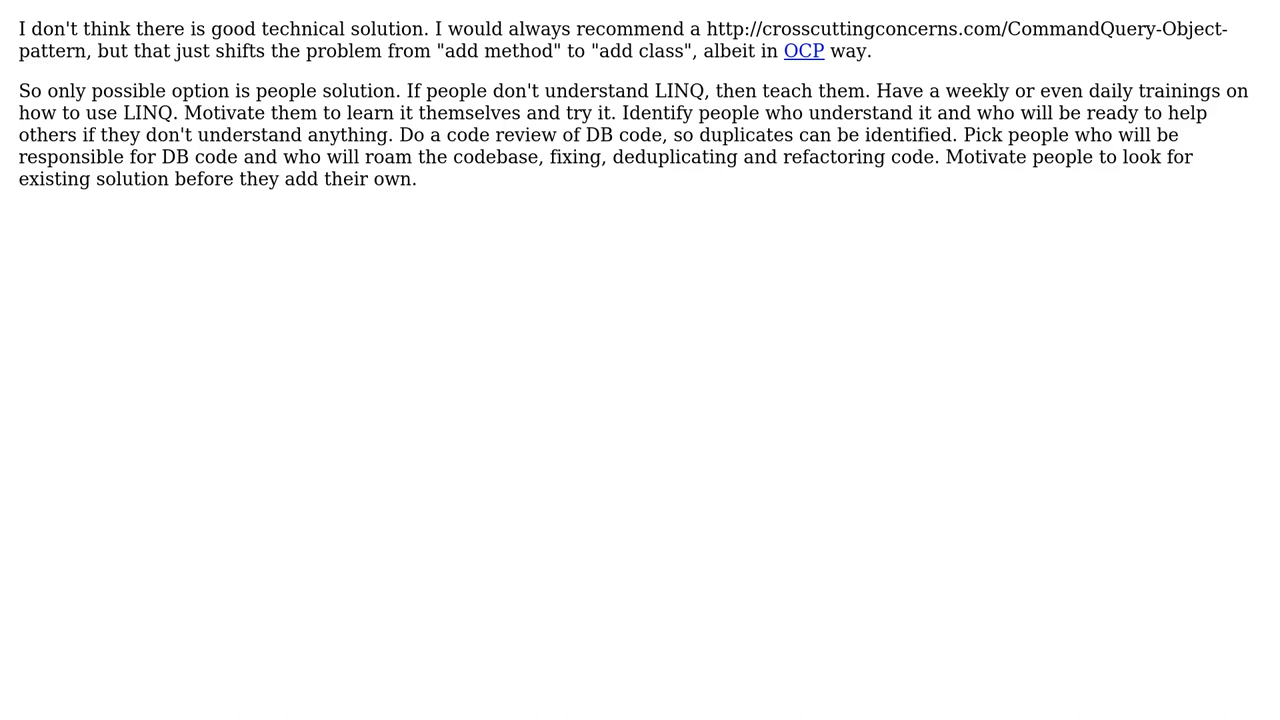 I don't think there is good technical solution. I would always recommend a http://crosscuttingconcerns.com/CommandQuery-Object-
pattern, but that just shifts the problem from "add method" to "add class", albeit in OCP way.
So only possible option is people solution. If people don't understand LINQ, then teach them. Have a weekly or even daily trainings on
how to use LINQ. Motivate them to learn it themselves and try it. Identify people who understand it and who will be ready to help
others if they don't understand anything. Do a code review of DB code, so duplicates can be identified. Pick people who will be
responsible for DB code and who will roam the codebase, fixing, deduplicating and refactoring code. Motivate people to look for
existing solution before they add their own.